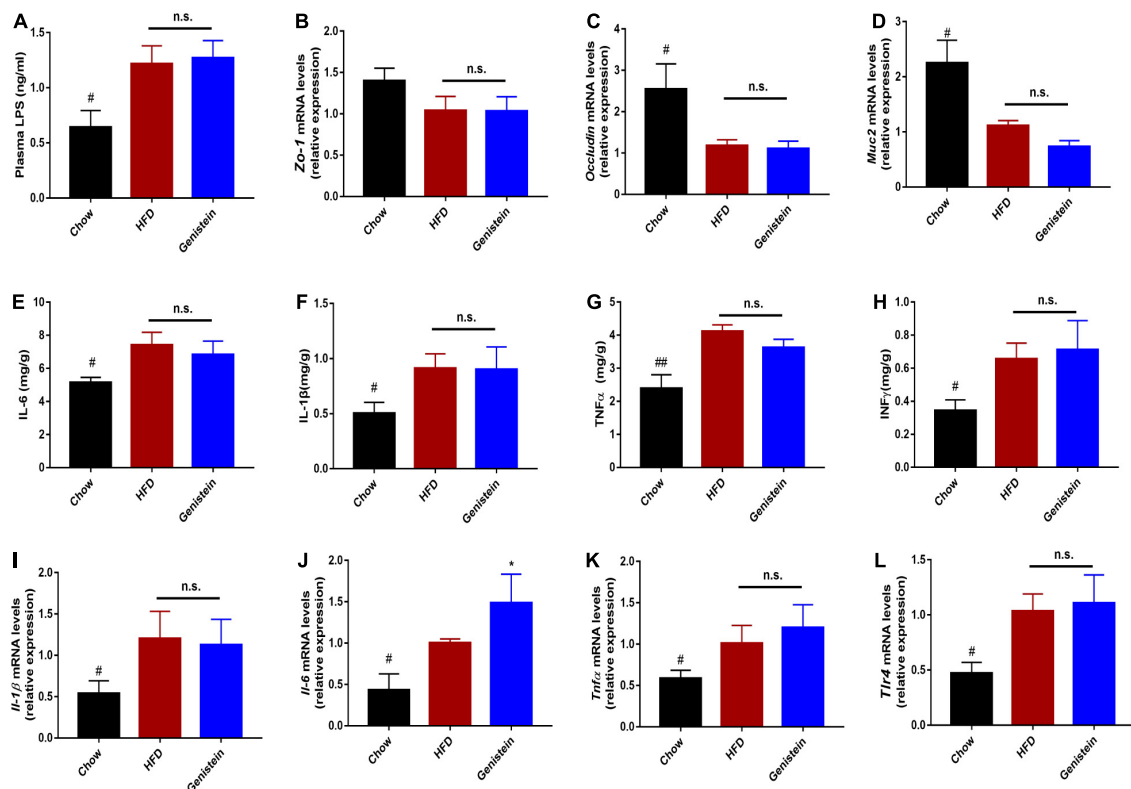 A
Plasma LPS (ng/ml)
1.5
1.0
0.5
0.0
#
n.s.
Chow
HFD
Genistein
B
Zo-1 mRNA levels
(relative expression)
2.0
1.5
1.0
0.5
0.0
n.s.
Chow
HFD
Genistein
C
Occludin mRNA levels
(relative expression)
4
3
2
1
0
#
n.s.
Chow
HFD
Genistein
D
Muc2 mRNA levels
(relative expression)
3
2
1
0
#
n.s.
Chow
HFD
Genistein
E
IL-6 (mg/g)
10
8
6
4
2
0
#
n.s.
Chow
HFD
Genistein
F
IL-1β(mg/g)
1.5
1.0
0.5
0.0
#
n.s.
Chow
HFD
Genistein
G
TNFα (mg/g)
5
4
3
2
1
0
##
n.s.
Chow
HFD
Genistein
H
INFγ(mg/g)
1.0
0.8
0.6
0.4
0.2
0.0
#
n.s.
Chow
HFD
Genistein
I
Il-1β mRNA levels
(relative expression)
2.0
1.5
1.0
0.5
0.0
#
n.s.
Chow
HFD
Genistein
J
Il-6 mRNA levels
(relative expression)
2.0
1.5
1.0
0.5
0.0
#
*
Chow
HFD
Genistein
K
Tnfα mRNA levels
(relative expression)
2.0
1.5
1.0
0.5
0.0
#
n.s.
Chow
HFD
Genistein
L
Tlr4 mRNA levels
(relative expression)
1.5
1.0
0.5
0.0
#
n.s.
Chow
HFD
Genistein